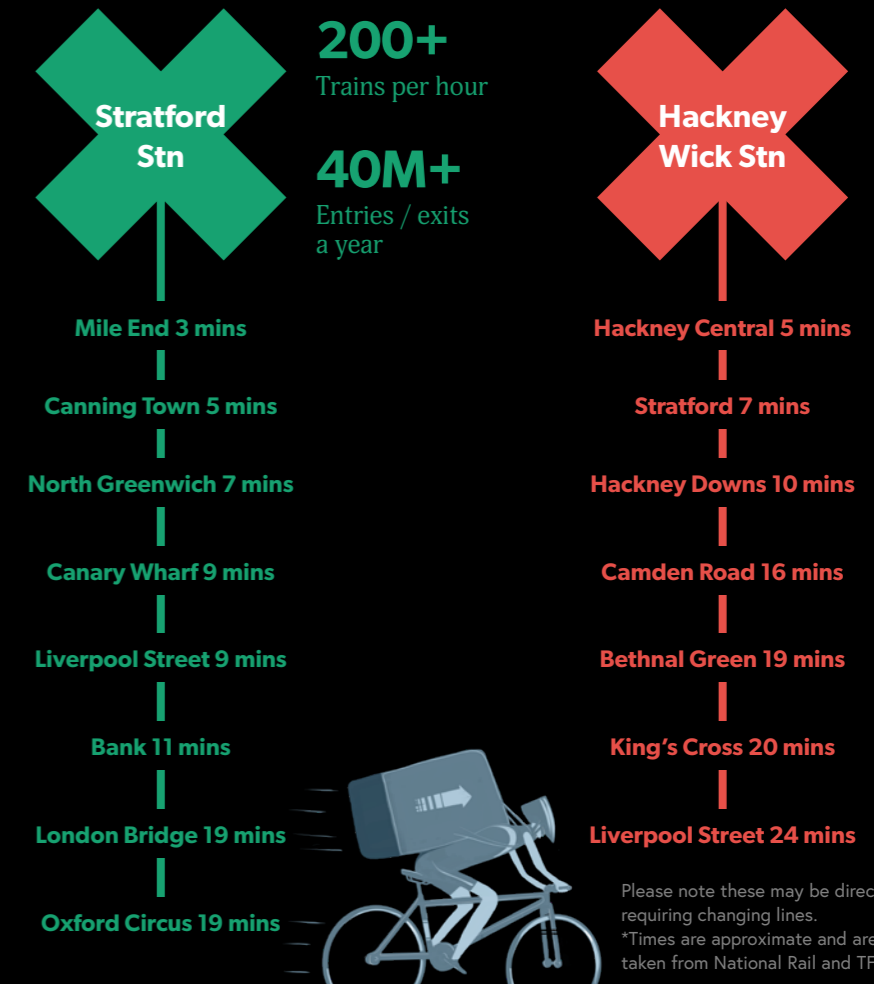 Stratford
Stn
200+
Trains per hour
40M+
Entries / exits
a year
Mile End 3 mins
Canning Town 5 mins
North Greenwich 7 mins
Canary Wharf 9 mins
Liverpool Street 9 mins
Bank 11 mins
London Bridge 19 mins
Oxford Circus 19 mins
Hackney
Wick Stn
Hackney Central 5 mins
Stratford 7 mins
Hackney Downs 10 mins
Camden Road 16 mins
Bethnal Green 19 mins
King's Cross 20 mins
Liverpool Street 24 mins
Please note these may be
requiring changing lines.
*Times are approximate and are
taken from National Rail and